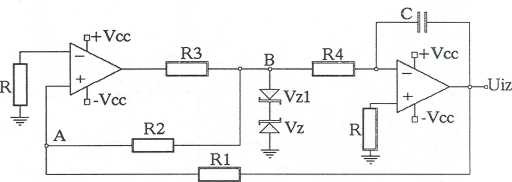 +Vcc
C
R3
B
R4
+Vcc
R
-
+
Vz1
-
+
Uiz
-Vcc
Vz
R
-Vcc
A
R2
R1